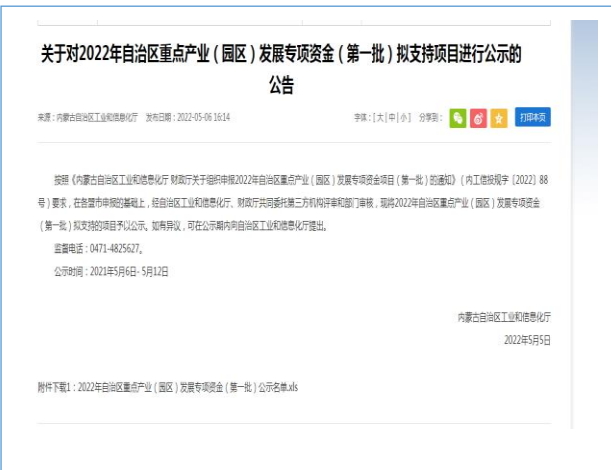 关于对2022年自治区重点产业（园区）发展专项资金（第一批）拟支持项目进行公示的
公告
来源：内蒙古自治区工业和信息化厅 发布日期：2022-05-06 16:14 字体：[大|中|小] 分享到： 打印本页
按照《内蒙古自治区工业和信息化厅 财政厅关于组织申报2022年自治区重点产业（园区）发展专项资金项目（第一批）的通知》（内工信投规字〔2022〕88
号）要求，在各盟市申报的基础上，经自治区工业和信息化厅、财政厅共同委托第三方机构评审和部门审核，现将2022年自治区重点产业（园区）发展专项资金
（第一批）拟支持的项目予以公示。如有异议，可在公示期内向自治区工业和信息化厅提出。
监督电话：0471-4825627。
公示时间：2021年5月6日- 5月12日
内蒙古自治区工业和信息化厅
2022年5月5日
附件下载1：2022年自治区重点产业（园区）发展专项资金（第一批）公示名单.xls